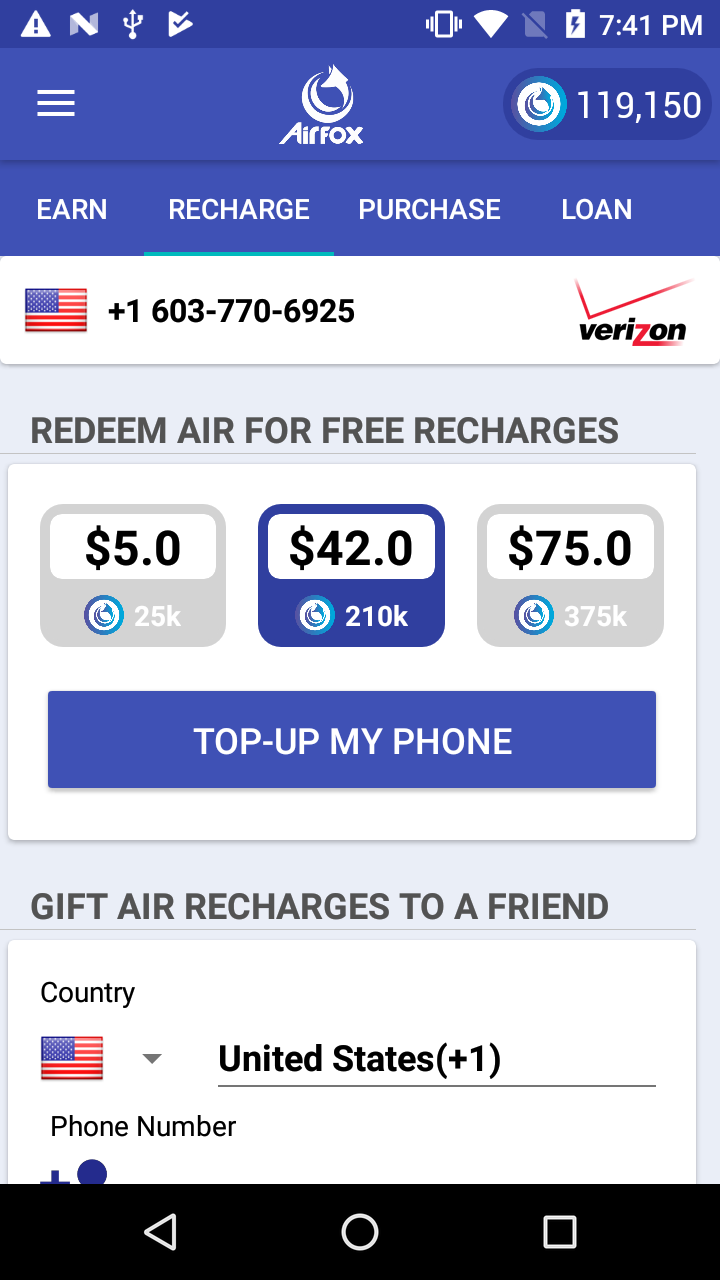 7:41 PM
Airfox
119,150
EARN RECHARGE PURCHASE LOAN
+1 603-770-6925
verizon
REDEEM AIR FOR FREE RECHARGES
$5.0 $42.0 $75.0
25k 210k 375k
TOP-UP MY PHONE
GIFT AIR RECHARGES TO A FRIEND
Country
United States(+1)
Phone Number
+